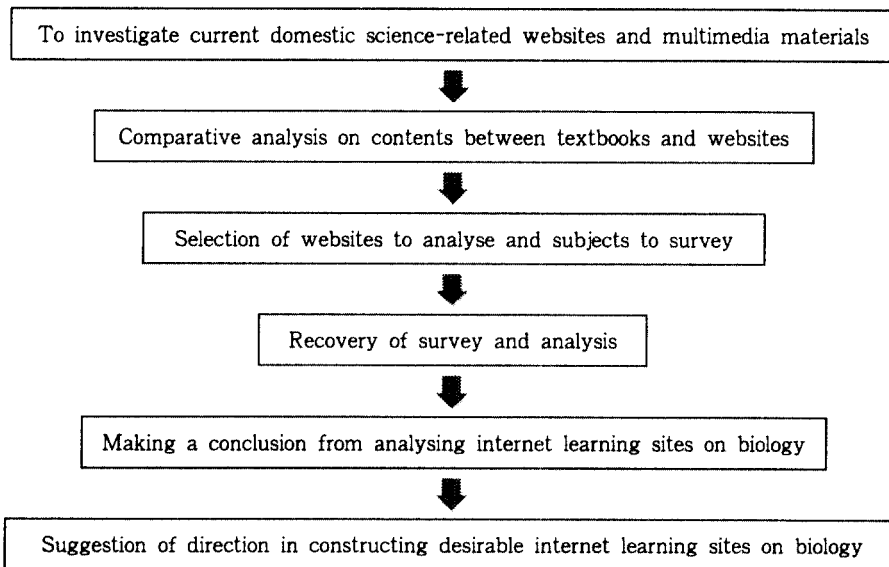 To investigate current domestic science-related websites and multimedia materials
Comparative analysis on contents between textbooks and websites
Selection of websites to analyse and subjects to survey
Recovery of survey and analysis
Making a conclusion from analysing internet learning sites on biology
Suggestion of direction in constructing desirable internet learning sites on biology